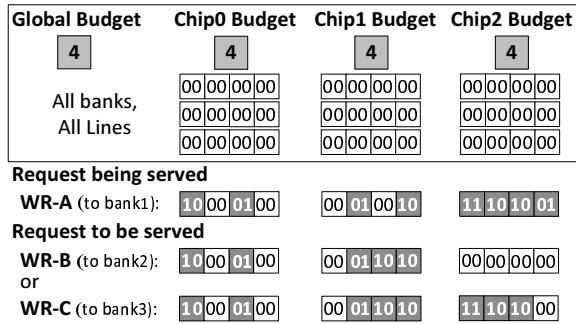 Global Budget Chip0 Budget Chip1 Budget Chip2 Budget
4 4 4 4
00 00 00 00 00 00 00 00 00 00 00 00
All banks,
00 00 00 00 00 00 00 00 00 00 00 00
All Lines
00 00 00 00 00 00 00 00 00 00 00 00
Request being served
WR-A (to bank1): 10 00 01 00 00 01 00 10 11 10 10 01
Request to be served
WR-B (to bank2): 10 00 01 00 00 01 10 10 00 00 00 00
or
WR-C (to bank3): 10 00 01 00 00 01 10 10 11 10 10 00